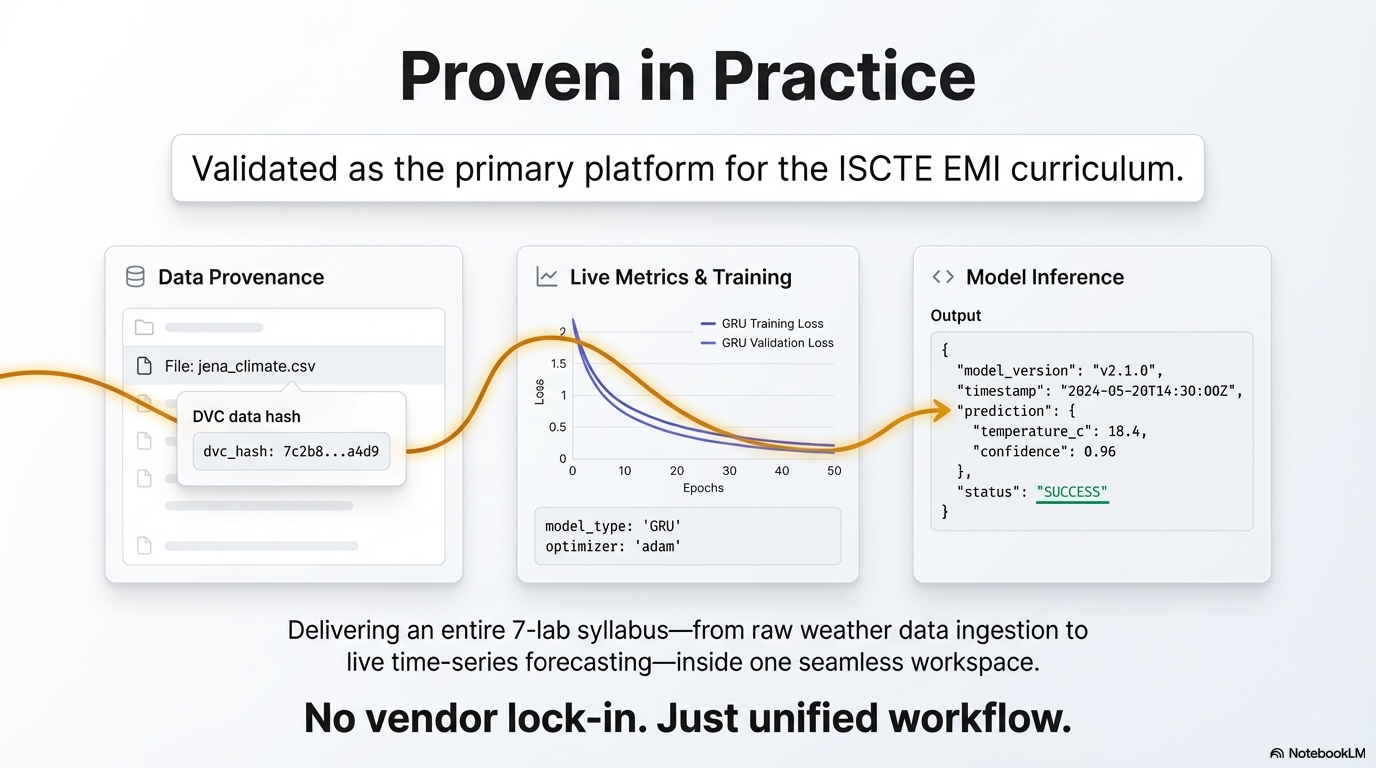 Proven in Practice
Validated as the primary platform for the ISCTE EMI curriculum.
Data Provenance
File: jena_climate.csv
DVC data hash
dvc_hash: 7c2b8...a4d9
Live Metrics & Training
GRU Training Loss
GRU Validation Loss
2
1.5
1
0.5
0
Loss
0 10 20 30 40 50
Epochs
model_type: 'GRU'
optimizer: 'adam'
Model Inference
Output
{
"model_version": "v2.1.0",
"timestamp": "2024-05-20T14:30:00Z",
"prediction": {
"temperature_c": 18.4,
"confidence": 0.96
},
"status": "SUCCESS"
}
Delivering an entire 7-lab syllabus—from raw weather data ingestion to
live time-series forecasting—inside one seamless workspace.
No vendor lock-in. Just unified workflow.
NotebookLM